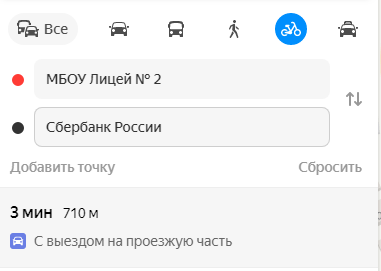 Все
МБОУ Лицей № 2
Сбербанк России
Добавить точку Сбросить
3 мин 710 м
С выездом на проезжую часть